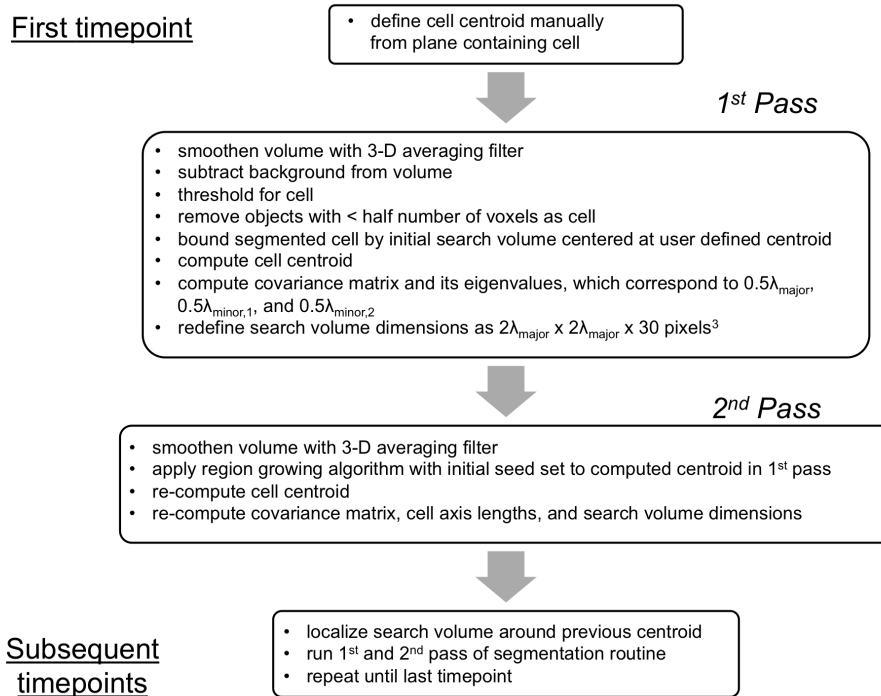 First timepoint
• define cell centroid manually
from plane containing cell
1st Pass
• smoothen volume with 3-D averaging filter
• subtract background from volume
• threshold for cell
• remove objects with < half number of voxels as cell
• bound segmented cell by initial search volume centered at user defined centroid
• compute cell centroid
• compute covariance matrix and its eigenvalues, which correspond to 0.5λmajor,
0.5λminor,1, and 0.5λminor,2
• redefine search volume dimensions as 2λmajor x 2λmajor x 30 pixels³
2nd Pass
• smoothen volume with 3-D averaging filter
• apply region growing algorithm with initial seed set to computed centroid in 1st pass
• re-compute cell centroid
• re-compute covariance matrix, cell axis lengths, and search volume dimensions
Subsequent
timepoints
• localize search volume around previous centroid
• run 1st and 2nd pass of segmentation routine
• repeat until last timepoint